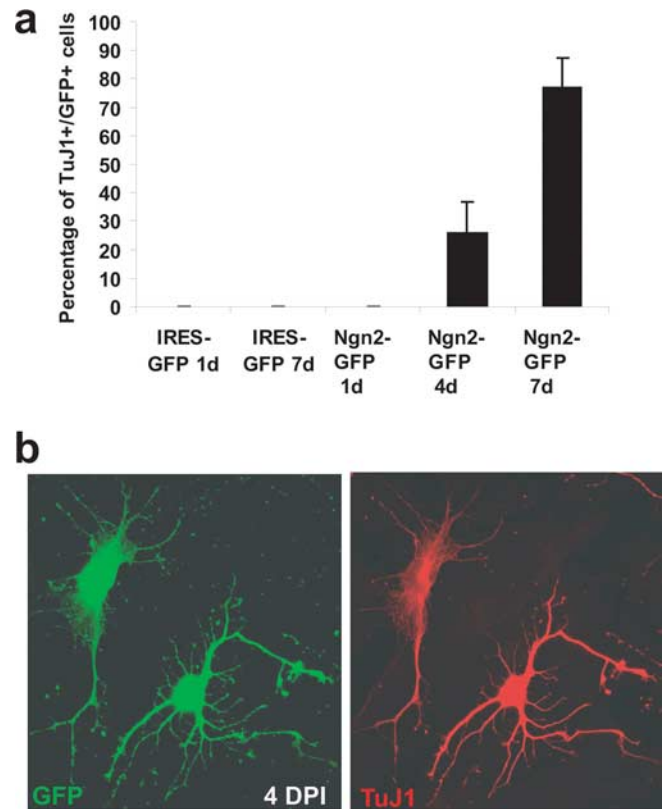 a
Percentage of TuJ1+/GFP+ cells
100
90
80
70
60
50
40
30
20
10
0
IRES-
GFP 1d
IRES-
GFP 7d
Ngn2-
GFP
1d
Ngn2-
GFP
4d
Ngn2-
GFP
7d
b
GFP
4 DPI
TuJ1